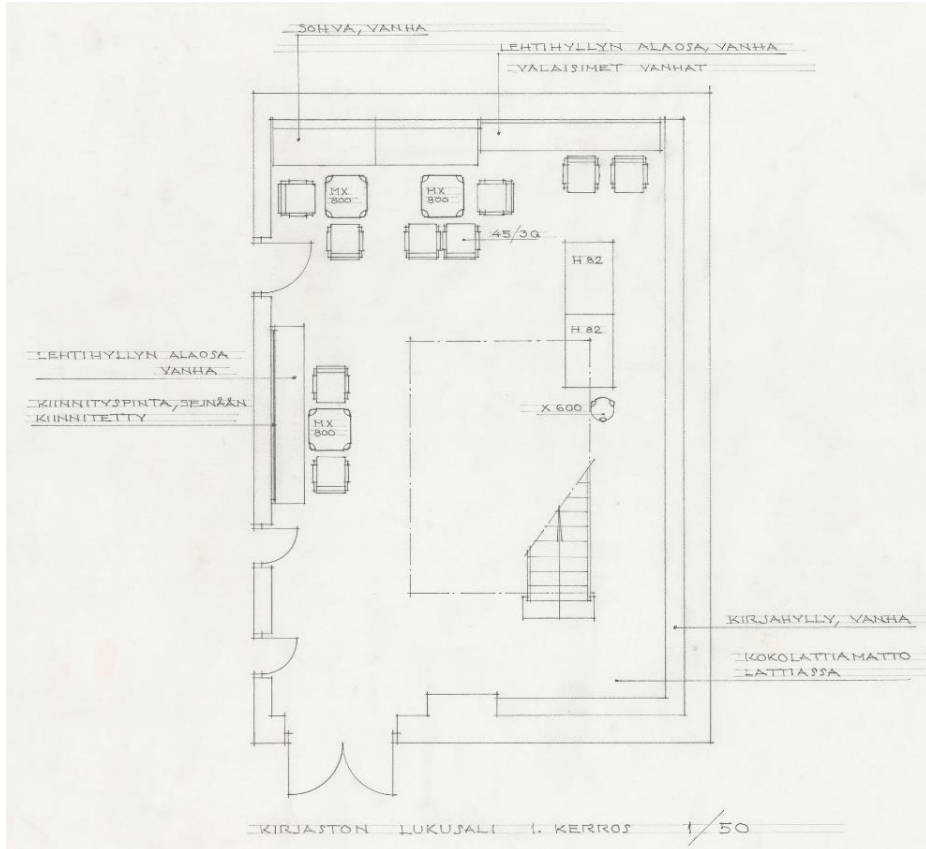 SOHVA, VANHA
LEHTIHYLLYN ALAOSA, VANHA
VALAISIMET VANHAT
MX
800
MX
800
45/3Q
H 82
H 82
LEHTIHYLLYN ALAOSA
VANHA
KIINNITYSPINTA, SEINÄÄN
KIINNITETTY
X 600
MX
800
KIRJAHYLLY, VANHA
KOKOLATTIAMATTO
LATTIASSA
KIRJASTON LUKUSALI 1. KERROS 1/50